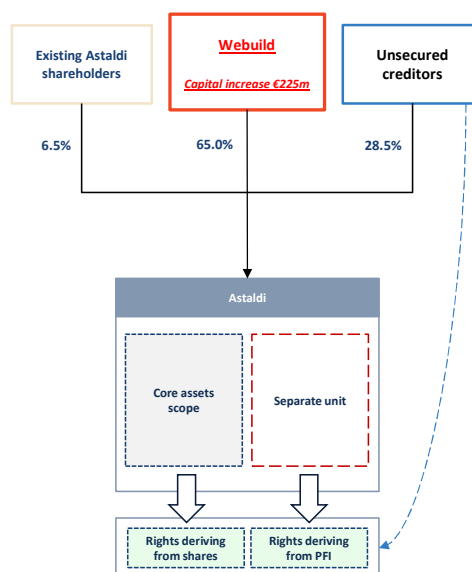 Existing Astaldi
shareholders
Webuild
Capital increase €225m
Unsecured
creditors
6.5%
65.0%
28.5%
Astaldi
Core assets
scope
Separate unit
Rights deriving
from shares
Rights deriving
from PFI